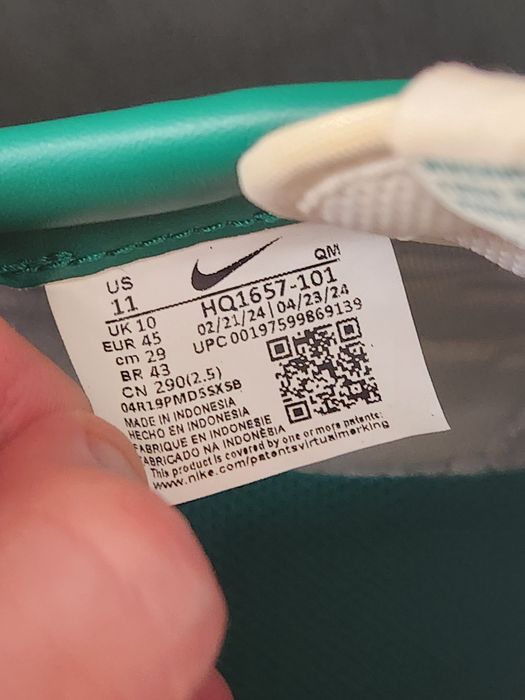 US
11
QM
HQ1657-101
UK 10
02/21/24 | 04/23/24
EUR 45
UPC 00197599869139
cm 29
BR 43
CN 290(2.5)
04R19PMDSSXSB
MADE IN INDONESIA
HECHO EN INDONESIA
FABRIQUE EN INDONESIE
FABRICADO NA INDONÉSIA
This product is covered by one or more patents:
www.nike.com/patentsvirtualmarking